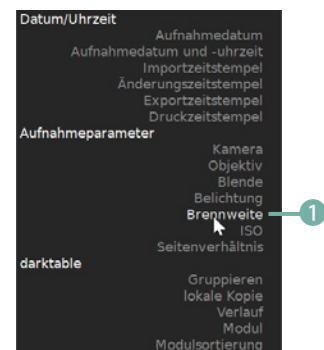 Datum/Uhrzeit
Aufnahmedatum
Aufnahmedatum und -uhrzeit
Importzeitstempel
Änderungszeitstempel
Exportzeitstempel
Druckzeitstempel
Aufnahmeparameter
Kamera
Objektiv
Blende
Belichtung
Brennweite 1
ISO
Seitenverhältnis
darktable
Gruppieren
lokale Kopie
Verlauf
Modul
Modulsortierung